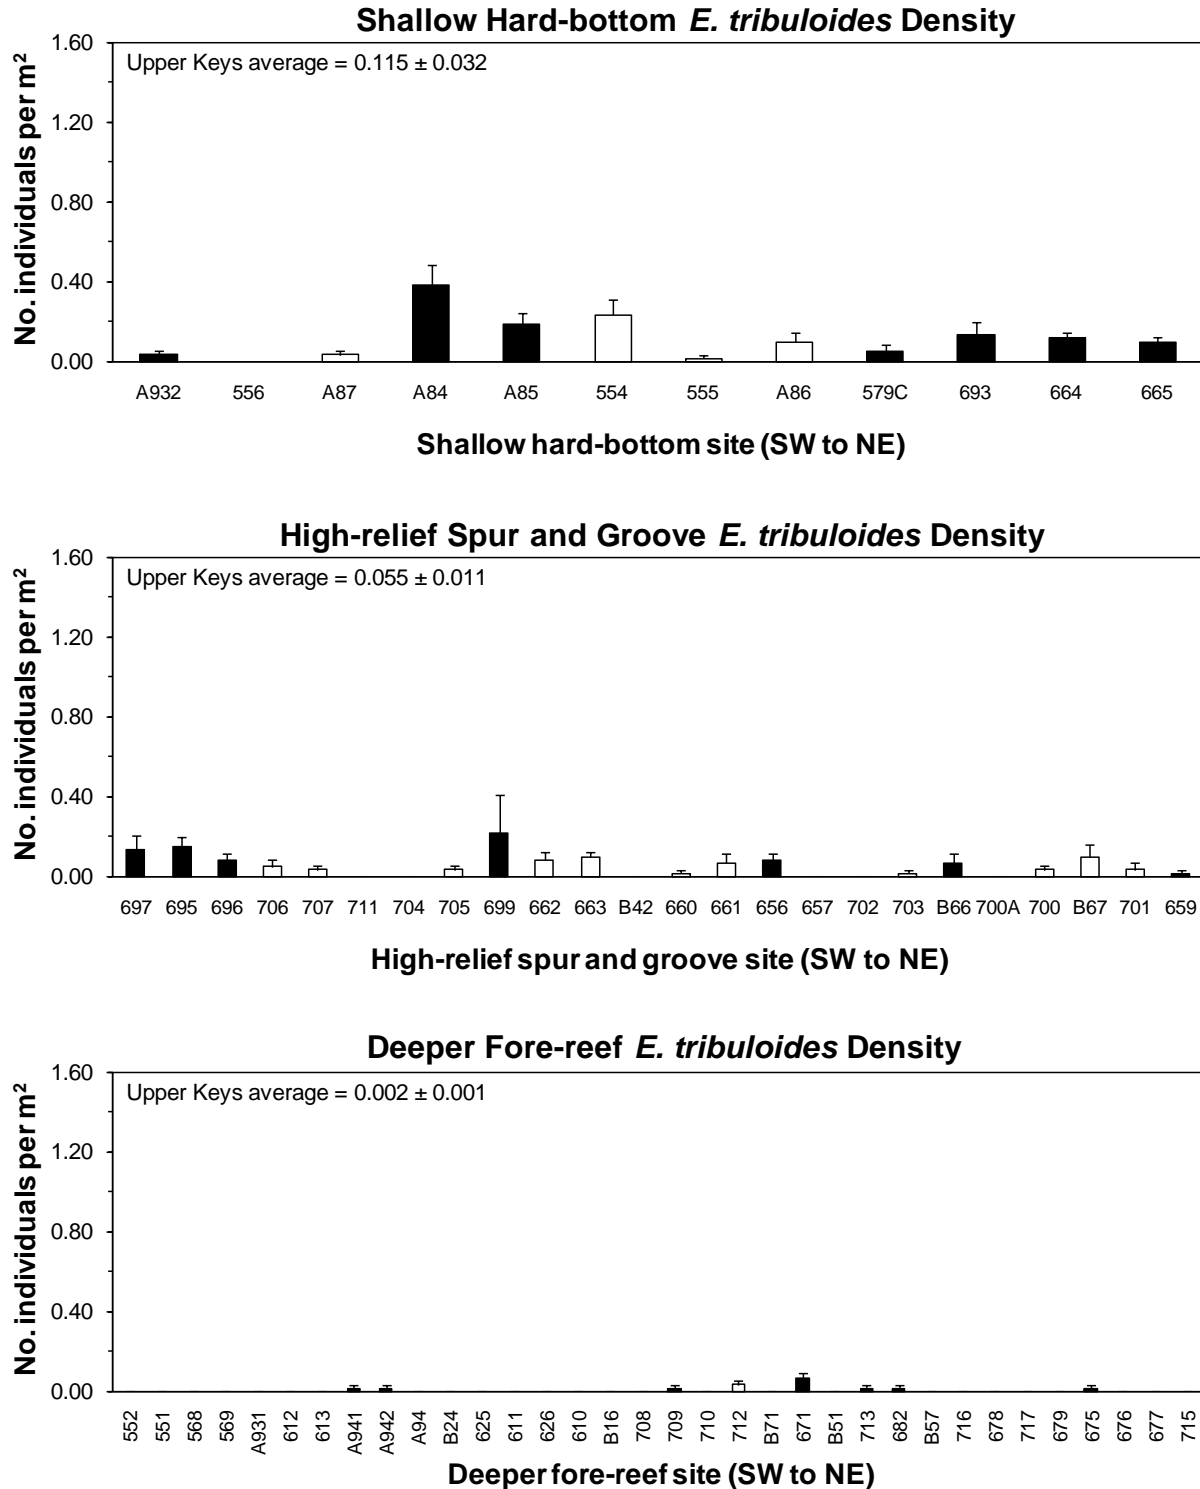 Shallow Hard-bottom E. tribuloides Density
No. individuals per m²
1.60
1.20
0.80
0.40
0.00
Upper Keys average = 0.115 ± 0.032
A932 556 A87 A84 A85 554 555 A86 579C 693 664 665
Shallow hard-bottom site (SW to NE)
High-relief Spur and Groove E. tribuloides Density
No. individuals per m²
1.60
1.20
0.80
0.40
0.00
Upper Keys average = 0.055 ± 0.011
697 695 696 706 707 711 704 705 699 662 663 B42 660 661 656 657 702 703 B66 700A 700 B67 701 659
High-relief spur and groove site (SW to NE)
Deeper Fore-reef E. tribuloides Density
No. individuals per m²
1.60
1.20
0.80
0.40
0.00
Upper Keys average = 0.002 ± 0.001
552 551 568 569 A931 612 613 A941 A942 A94 B24 625 611 626 610 B16 708 709 710 712 B71 671 B51 713 682 B57 716 678 717 679 675 676 677 715
Deeper fore-reef site (SW to NE)